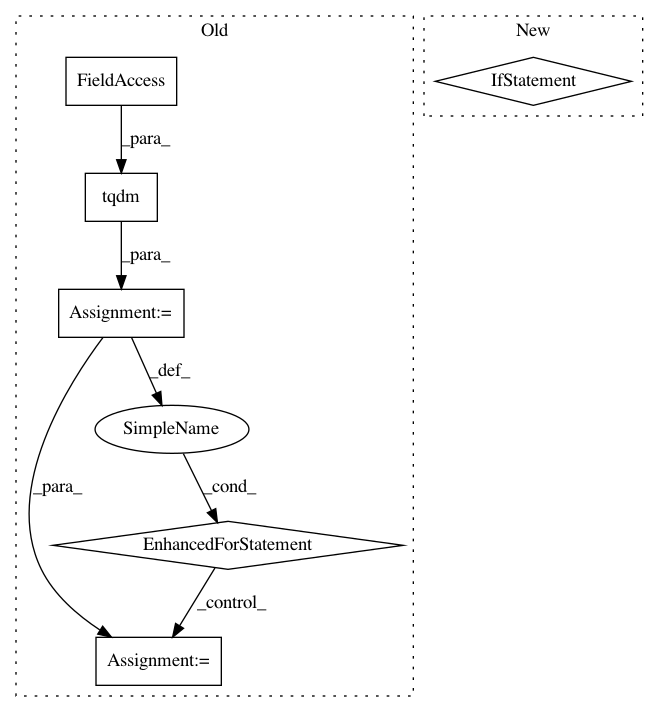 Old
New
FieldAccess
IfStatement
_para_
tqdm
_para_
Assignment:=
_def_
SimpleName
_para_
_cond_
EnhancedForStatement
_control_
Assignment:=